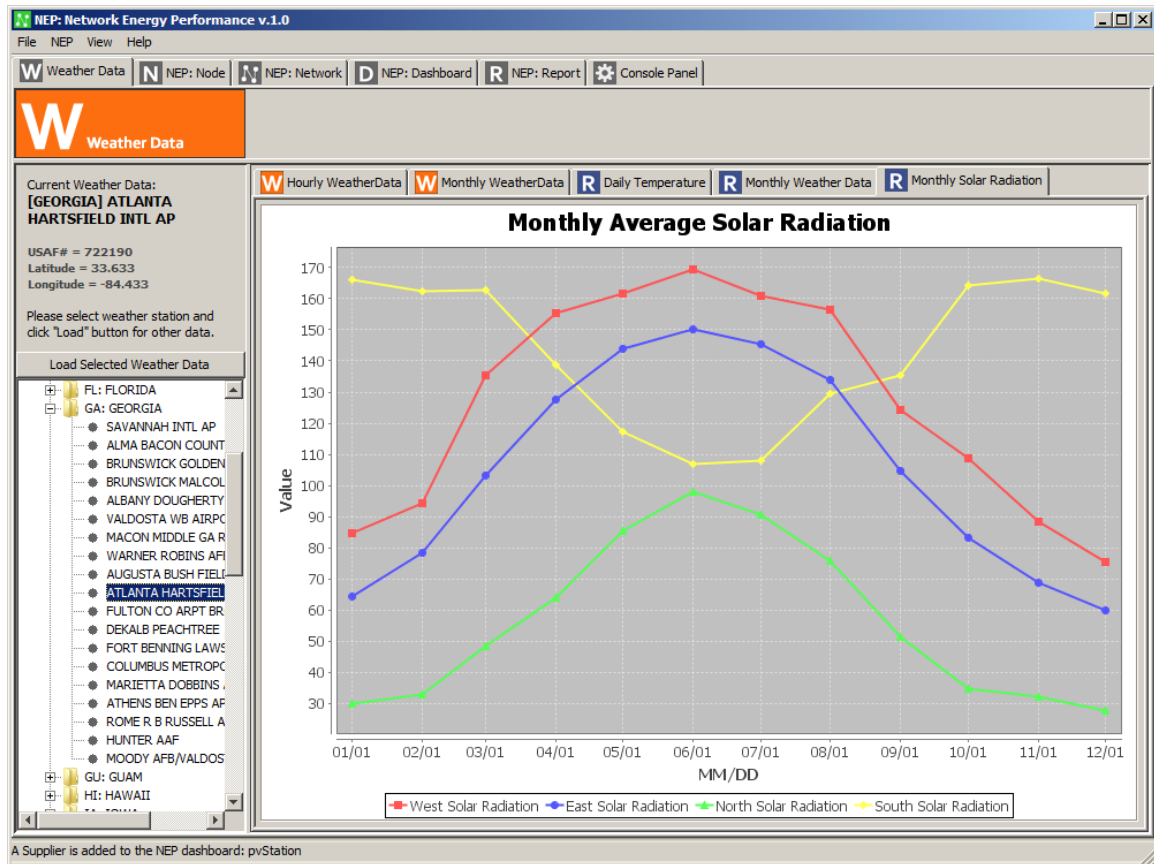 NEP: Network Energy Performance v.1.0
File NEP View Help
W Weather Data N NEP: Node NEP: Network D NEP: Dashboard R NEP: Report Console Panel
W Weather Data
Current Weather Data:
[GEORGIA] ATLANTA
HARTSFIELD INTL AP
USAF# = 722190
Latitude = 33.633
Longitude = -84.433
Please select weather station and
click "Load" button for other data.
Load Selected Weather Data
FL: FLORIDA
GA: GEORGIA
SAVANNAH INTL AP
ALMA BACON COUNT
BRUNSWICK GOLDEN
BRUNSWICK MALCOL
ALBANY DOUGHERTY
VALDOSTA WB AIRPO
MACON MIDDLE GA R
WARNER ROBINS AFB
AUGUSTA BUSH FIELD
ATLANTA HARTSFIEL
FULTON CO ARPT BR
DEKALB PEACHTREE
FORT BENNING LAWS
COLUMBUS METROPO
MARIETTA DOBBINS
ATHENS BEN EPPS AP
ROME R B RUSSELL A
HUNTER AAF
MOODY AFB/VALDOS
GU: GUAM
HI: HAWAII
W Hourly WeatherData W Monthly WeatherData R Daily Temperature R Monthly Weather Data R Monthly Solar Radiation
Monthly Average Solar Radiation
Value
170
160
150
140
130
120
110
100
90
80
70
60
50
40
30
01/01 02/01 03/01 04/01 05/01 06/01 07/01 08/01 09/01 10/01 11/01 12/01
MM/DD
West Solar Radiation East Solar Radiation North Solar Radiation South Solar Radiation
A Supplier is added to the NEP dashboard: pvStation